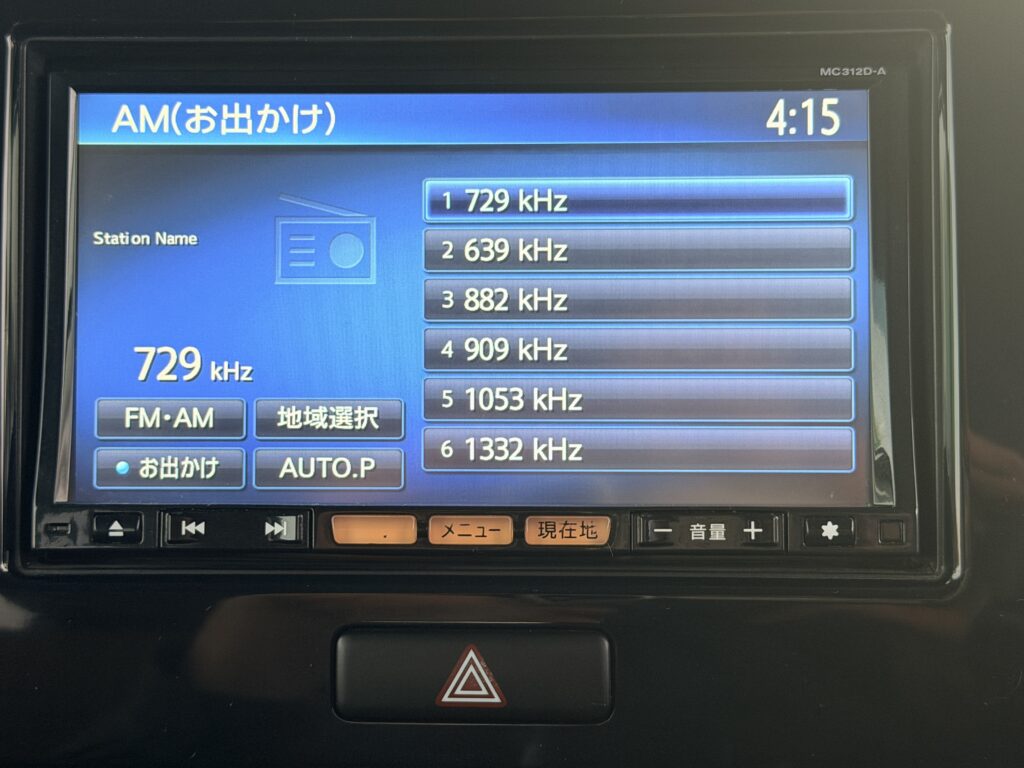 MC312D-A
AM(お出かけ) 4:15
Station Name
729 kHz
FM・AM 地域選択
お出かけ AUTO.P
1 729 kHz
2 639 kHz
3 882 kHz
4 909 kHz
5 1053 kHz
6 1332 kHz
メニュー 現在地 − 音量 + ✱